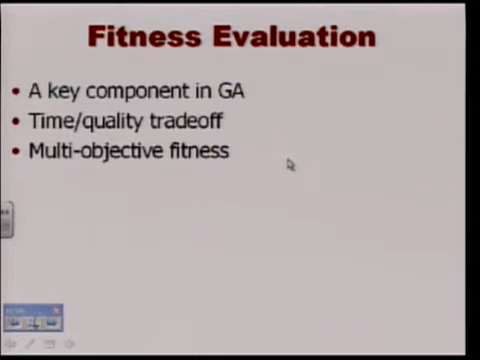 Fitness Evaluation
• A key component in GA
• Time/quality tradeoff
• Multi-objective fitness